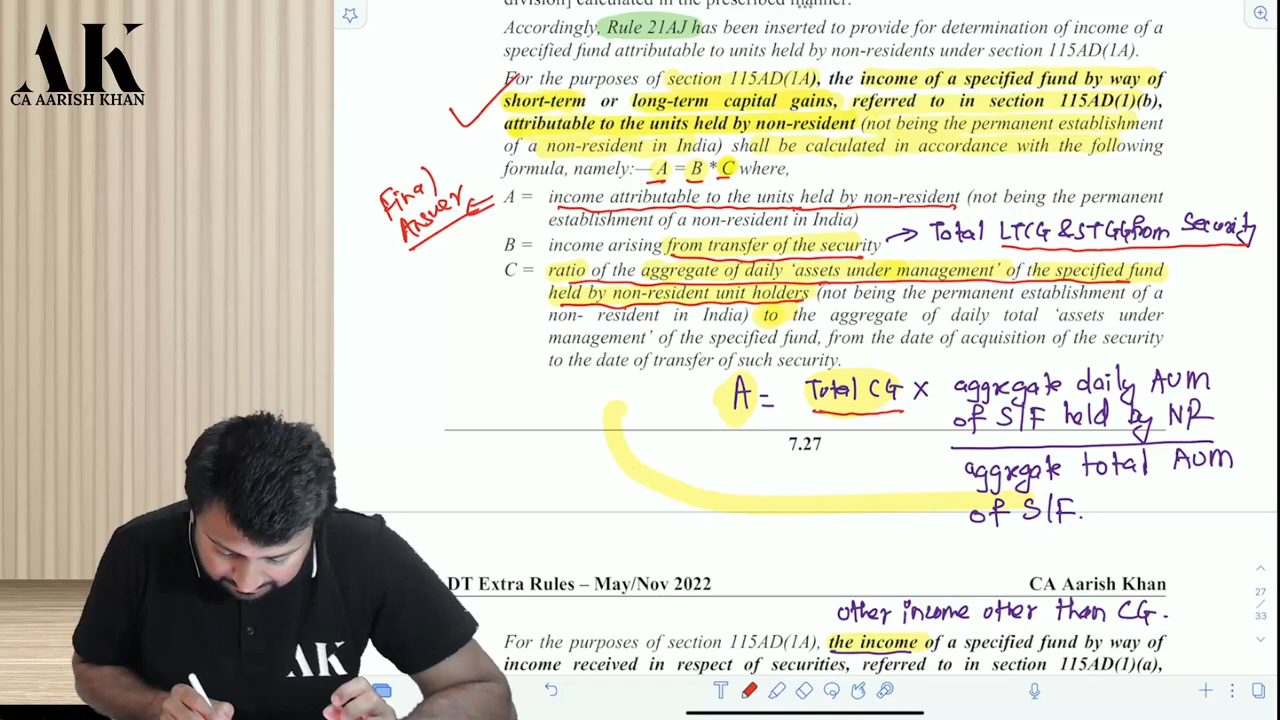 AK
CA AARISH KHAN
division] calculated in the prescribed manner.
Accordingly, Rule 21AJ has been inserted to provide for determination of income of a
specified fund attributable to units held by non-residents under section 115AD(1A).
For the purposes of section 115AD(1A), the income of a specified fund by way of
short-term or long-term capital gains, referred to in section 115AD(1)(b),
attributable to the units held by non-resident (not being the permanent establishment
of a non-resident in India) shall be calculated in accordance with the following
formula, namely:— A = B * C where,
Final
Answer
A = income attributable to the units held by non-resident (not being the permanent
establishment of a non-resident in India)
B = income arising from transfer of the security → Total LTCG & STCG from Security
C = ratio of the aggregate of daily ‘assets under management’ of the specified fund
held by non-resident unit holders (not being the permanent establishment of a
non- resident in India) to the aggregate of daily total ‘assets under
management’ of the specified fund, from the date of acquisition of the security
to the date of transfer of such security.
A = Total CG × aggregate daily AUM
of S/F held by NR
aggregate total AUM
of S/F.
7.27
DT Extra Rules – May/Nov 2022 CA Aarish Khan
other income other than CG.
For the purposes of section 115AD(1A), the income of a specified fund by way of
income received in respect of securities, referred to in section 115AD(1)(a),
AK
27
33